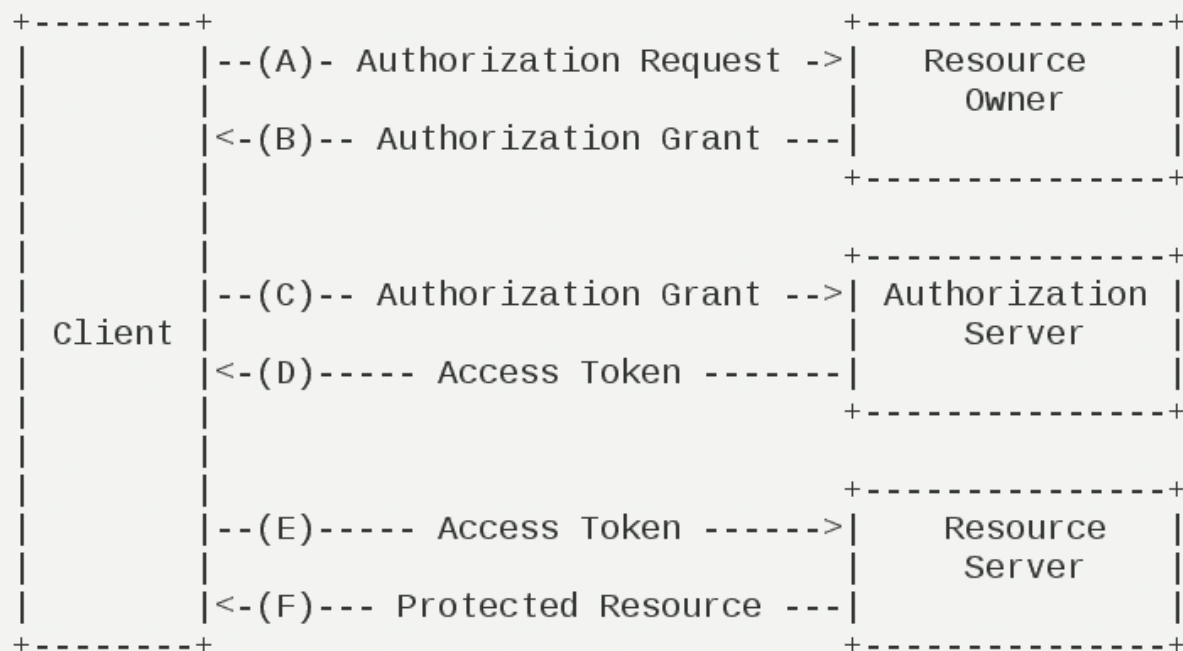 +--------+                               +---------------+
|        |--(A)- Authorization Request ->|   Resource    |
|        |                               |     Owner     |
|        |<-(B)-- Authorization Grant ---|               |
|        |                               +---------------+
|        |
|        |                               +---------------+
|        |--(C)-- Authorization Grant -->| Authorization |
| Client |                               |     Server    |
|        |<-(D)----- Access Token -------|               |
|        |                               +---------------+
|        |
|        |                               +---------------+
|        |--(E)----- Access Token ------>|    Resource   |
|        |                               |     Server    |
|        |<-(F)--- Protected Resource ---|               |
+--------+                               +---------------+